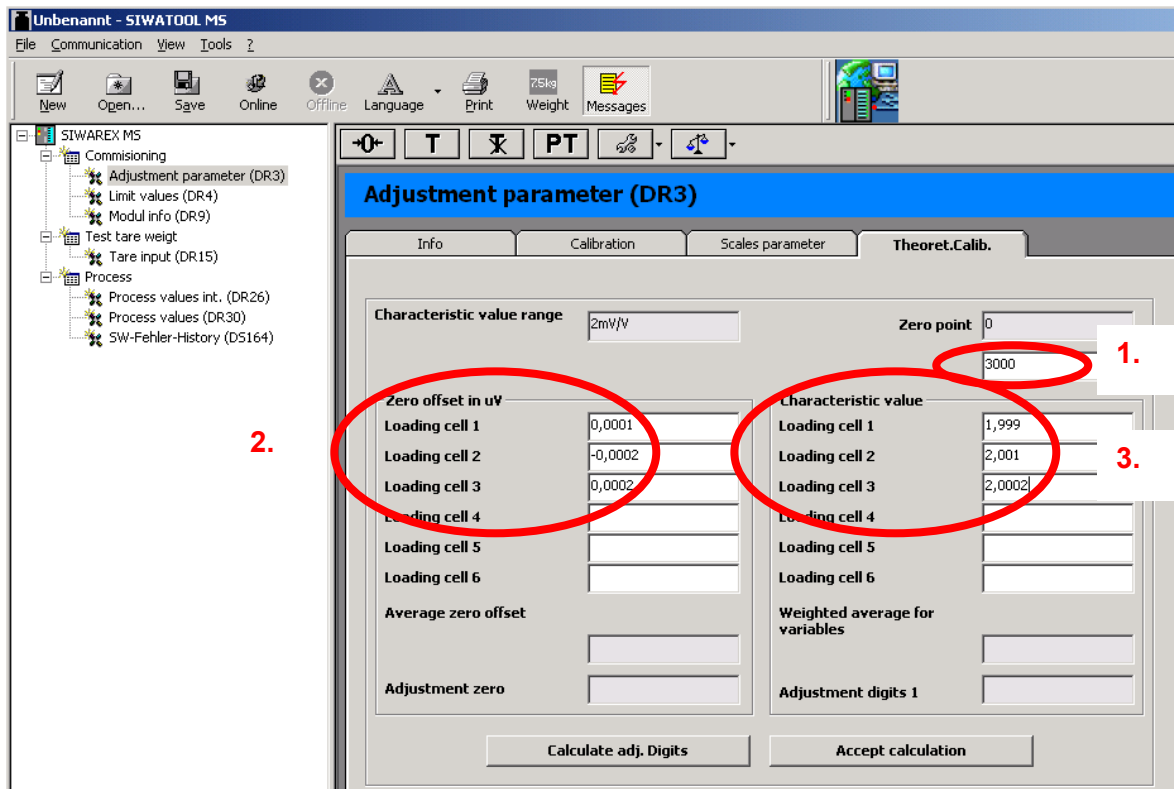 Unbenannt - SIWATOOL MS
File Communication View Tools ?
New Open... Save Online Offline Language Print 7.5kg Weight Messages
SIWAREX MS
Commisioning
Adjustment parameter (DR3)
Limit values (DR4)
Modul info (DR9)
Test tare weigt
Tare input (DR15)
Process
Process values int. (DR26)
Process values (DR30)
SW-Fehler-History (DS164)
→0← T T PT
Adjustment parameter (DR3)
Info Calibration Scales parameter Theoret.Calib.
Characteristic value range 2mV/V Zero point 0
3000 1.
Zero offset in uV Characteristic value
2.
Loading cell 1 0,0001 Loading cell 1 1,999
Loading cell 2 -0,0002 Loading cell 2 2,001
3.
Loading cell 3 0,0002 Loading cell 3 2,0002
Loading cell 4 Loading cell 4
Loading cell 5 Loading cell 5
Loading cell 6 Loading cell 6
Average zero offset Weighted average for
variables
Adjustment zero Adjustment digits 1
Calculate adj. Digits Accept calculation